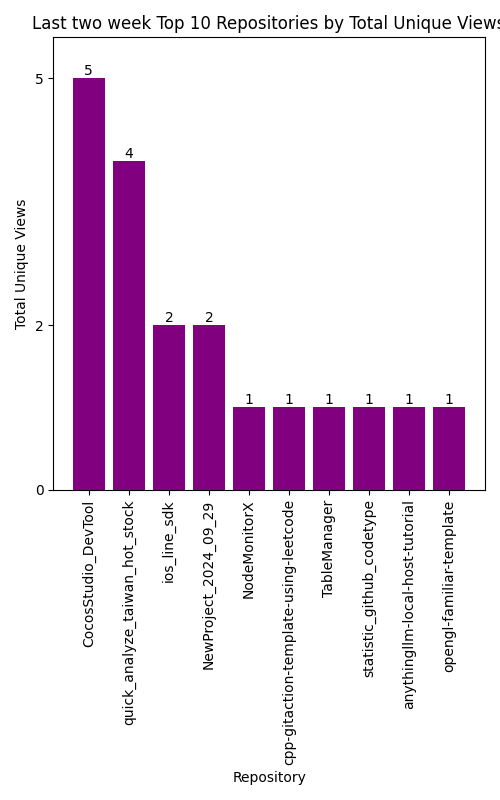 Last two week Top 10 Repositories by Total Unique Views
5
4
2
2
1
1
1
1
1
1
5
2
0
Total Unique Views
CocosStudio_DevTool
quick_analyze_taiwan_hot_stock
ios_line_sdk
NewProject_2024_09_29
NodeMonitorX
cpp-gitaction-template-using-leetcode
TableManager
statistic_github_codetype
anythingllm-local-host-tutorial
opengl-familiar-template
Repository